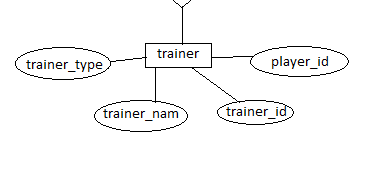 trainer
trainer_type
player_id
trainer_nam
trainer_id